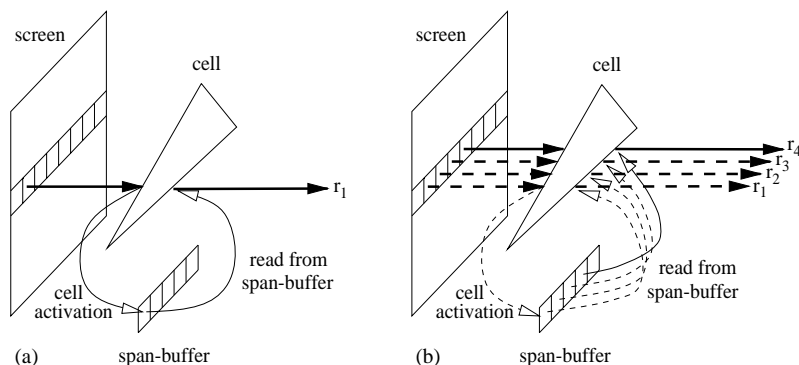 screen
cell
r1
read from
span-buffer
cell
activation
(a)
span-buffer
screen
cell
r4
r3
r2
r1
read from
span-buffer
cell
activation
(b)
span-buffer